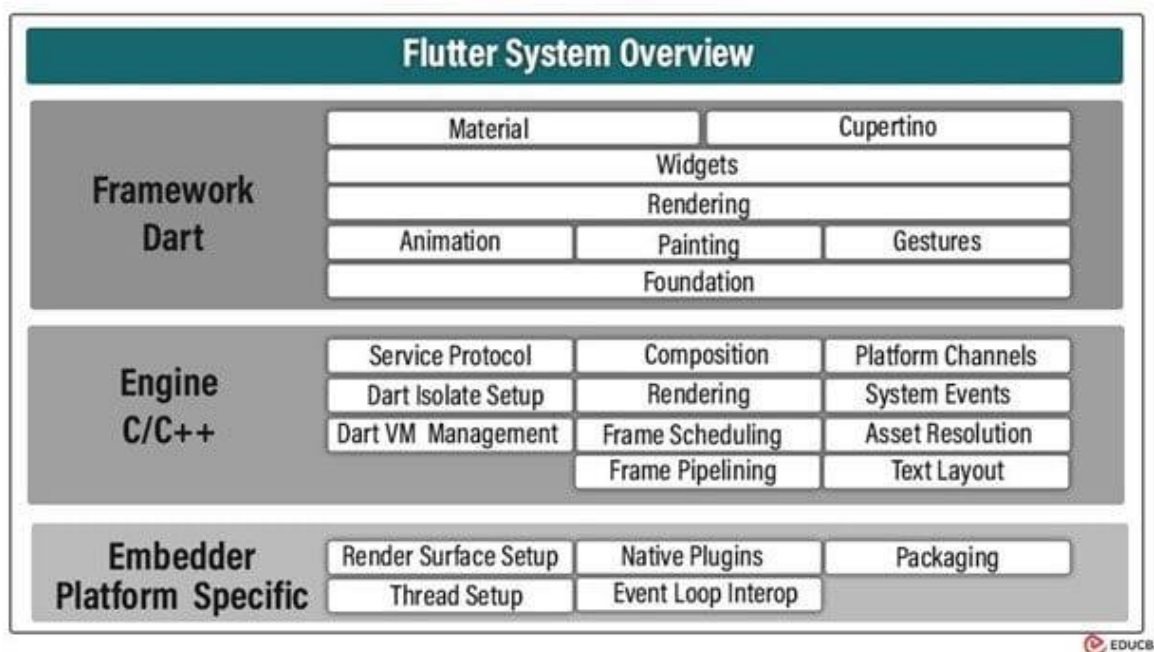 Flutter System Overview
Framework
Dart
Material Cupertino
Widgets
Rendering
Animation Painting Gestures
Foundation
Engine
C/C++
Service Protocol Composition Platform Channels
Dart Isolate Setup Rendering System Events
Dart VM Management Frame Scheduling Asset Resolution
Frame Pipelining Text Layout
Embedder
Platform Specific
Render Surface Setup Native Plugins Packaging
Thread Setup Event Loop Interop
EDUCB